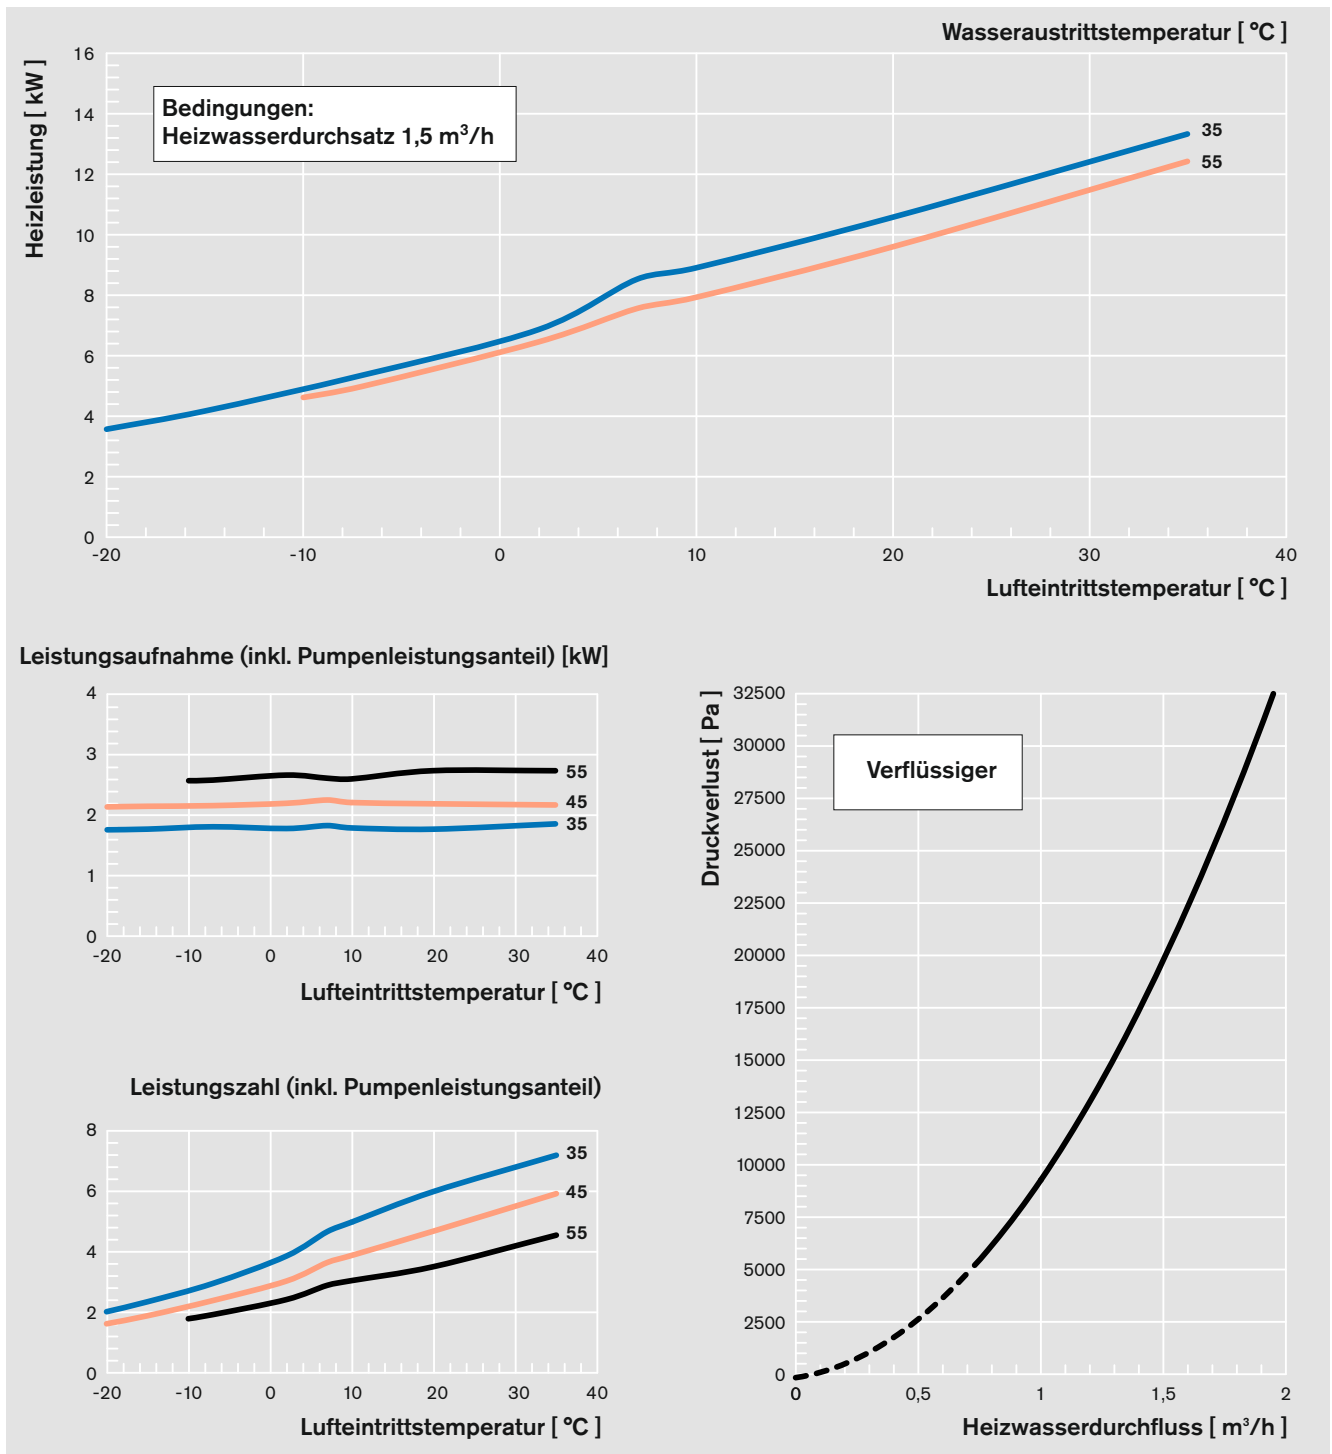 Wasseraustrittstemperatur [ °C ]
Heizleistung [ kW ]
16
14
12
10
8
6
4
2
0
Bedingungen:
Heizwasserdurchsatz 1,5 m³/h
35
55
-20 -10 0 10 20 30 40
Lufteintrittstemperatur [ °C ]
Leistungsaufnahme (inkl. Pumpenleistungsanteil) [kW]
4
3
2
1
0
55
45
35
-20 -10 0 10 20 30 40
Lufteintrittstemperatur [ °C ]
Leistungszahl (inkl. Pumpenleistungsanteil)
8
6
4
2
0
35
45
55
-20 -10 0 10 20 30 40
Lufteintrittstemperatur [ °C ]
Druckverlust [ Pa ]
32500
30000
27500
25000
22500
20000
17500
15000
12500
10000
7500
5000
2500
0
Verflüssiger
0 0,5 1 1,5 2
Heizwasserdurchfluss [ m³/h ]